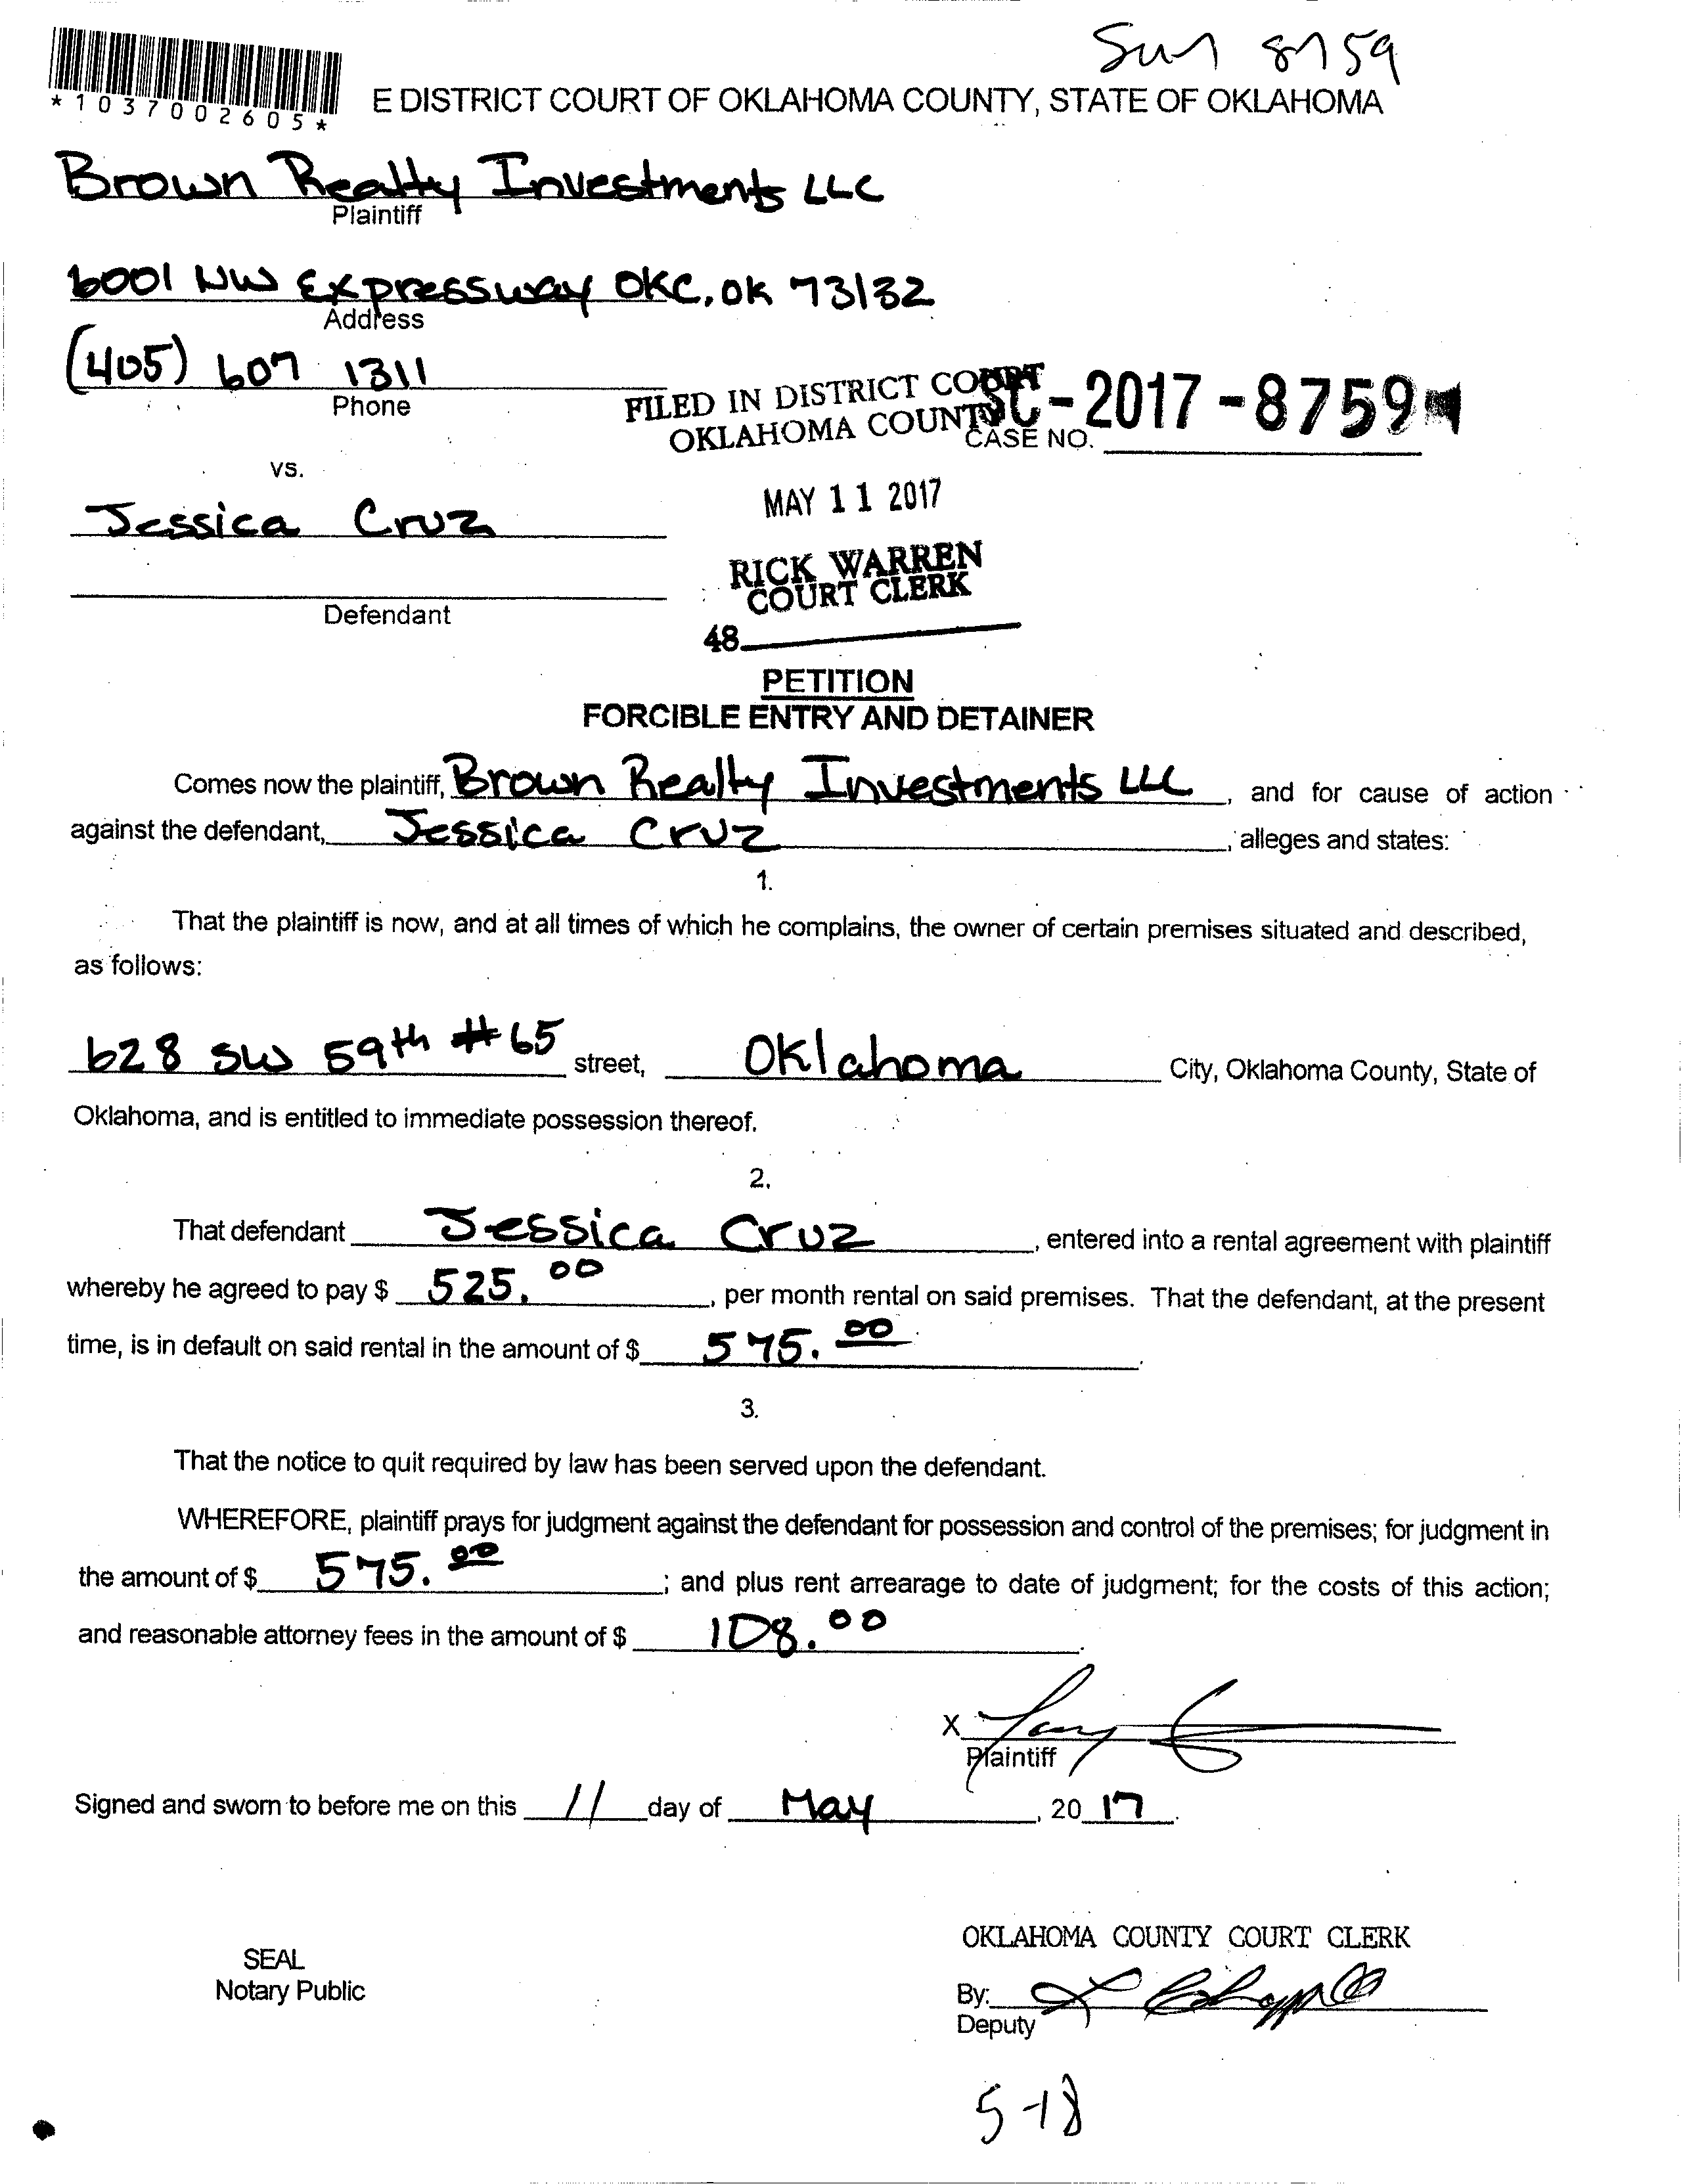 8759
*1037002605*
E DISTRICT COURT OF OKLAHOMA COUNTY, STATE OF OKLAHOMA
Brown Realty Investments LLC
Plaintiff
6001 NW Expressway OKC, OK 73132
Address
(405) 607 1311
Phone
FILED IN DISTRICT COURT
OKLAHOMA COUNTY
SC-2017-8759
CASE NO.
vs.
MAY 11 2017
Jessica Cruz
RICK WARREN
COURT CLERK
Defendant
48
PETITION
FORCIBLE ENTRY AND DETAINER
Comes now the plaintiff, Brown Realty Investments LLC, and for cause of action
against the defendant, Jessica Cruz, alleges and states:
1.
That the plaintiff is now, and at all times of which he complains, the owner of certain premises situated and described,
as follows:
628 SW 59th #65 street, Oklahoma City, Oklahoma County, State of
Oklahoma, and is entitled to immediate possession thereof.
2.
That defendant Jessica Cruz, entered into a rental agreement with plaintiff
whereby he agreed to pay $ 525.00, per month rental on said premises. That the defendant, at the present
time, is in default on said rental in the amount of $ 575.00.
3.
That the notice to quit required by law has been served upon the defendant.
WHEREFORE, plaintiff prays for judgment against the defendant for possession and control of the premises; for judgment in
the amount of $ 575.00; and plus rent arrearage to date of judgment; for the costs of this action;
and reasonable attorney fees in the amount of $ 108.00.
X
Plaintiff
Signed and sworn to before me on this 11 day of May, 20 17.
OKLAHOMA COUNTY COURT CLERK
SEAL
Notary Public
By:
Deputy
5-18